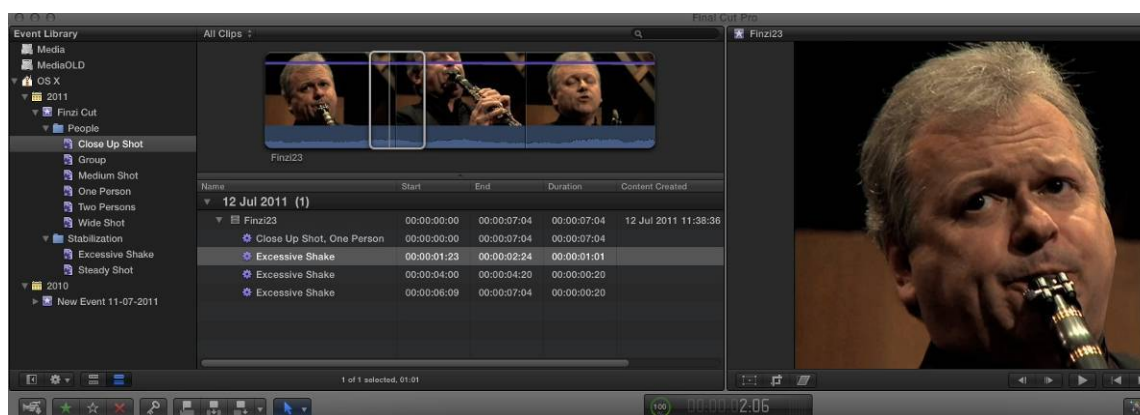 Final Cut Pro
Event Library
All Clips
Finzi23
Media
MediaOLD
OS X
2011
Finzi Cut
People
Close Up Shot
Group
Medium Shot
One Person
Two Persons
Wide Shot
Stabilization
Excessive Shake
Steady Shot
2010
New Event 11-07-2011
Finzi23
Name Start End Duration Content Created
12 Jul 2011 (1)
Finzi23 00:00:00:00 00:00:07:04 00:00:07:04 12 Jul 2011 11:38:36
Close Up Shot, One Person 00:00:00:00 00:00:07:04 00:00:07:04
Excessive Shake 00:00:01:23 00:00:02:24 00:00:01:01
Excessive Shake 00:00:04:00 00:00:04:20 00:00:00:20
Excessive Shake 00:00:06:09 00:00:07:04 00:00:00:20
1 of 1 selected, 01:01
100 00:00:02:06